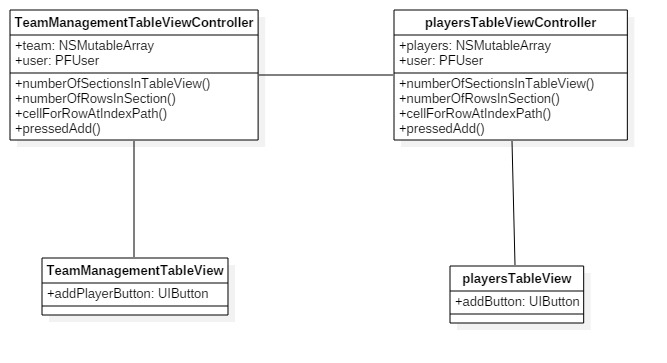 TeamManagementTableViewController
+team: NSMutableArray
+user: PFUser
+numberOfSectionsInTableView()
+numberOfRowsInSection()
+cellForRowAtIndexPath()
+pressedAdd()
playersTableViewController
+players: NSMutableArray
+user: PFUser
+numberOfSectionsInTableView()
+numberOfRowsInSection()
+cellForRowAtIndexPath()
+pressedAdd()
TeamManagementTableView
+addPlayerButton: UIButton
playersTableView
+addButton: UIButton